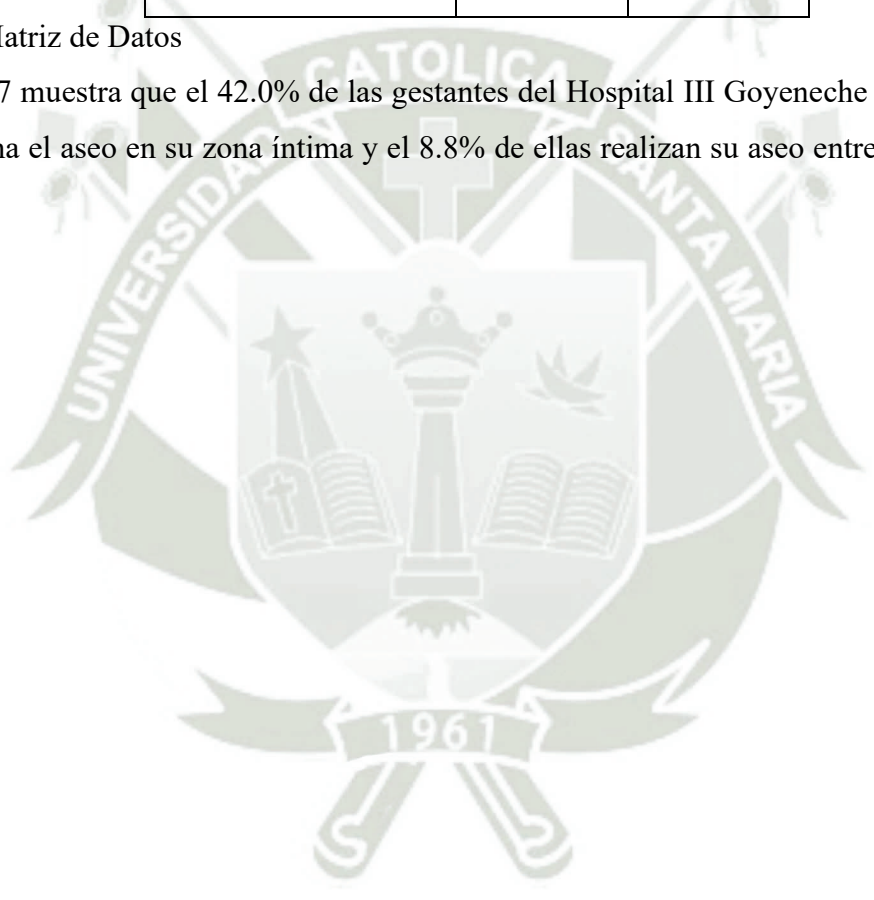 Matriz de Datos
7 muestra que el 42.0% de las gestantes del Hospital III Goyeneche
el aseo en su zona íntima y el 8.8% de ellas realizan su aseo entre
UNIVERSIDAD CATOLICA SANTA MARIA
1961